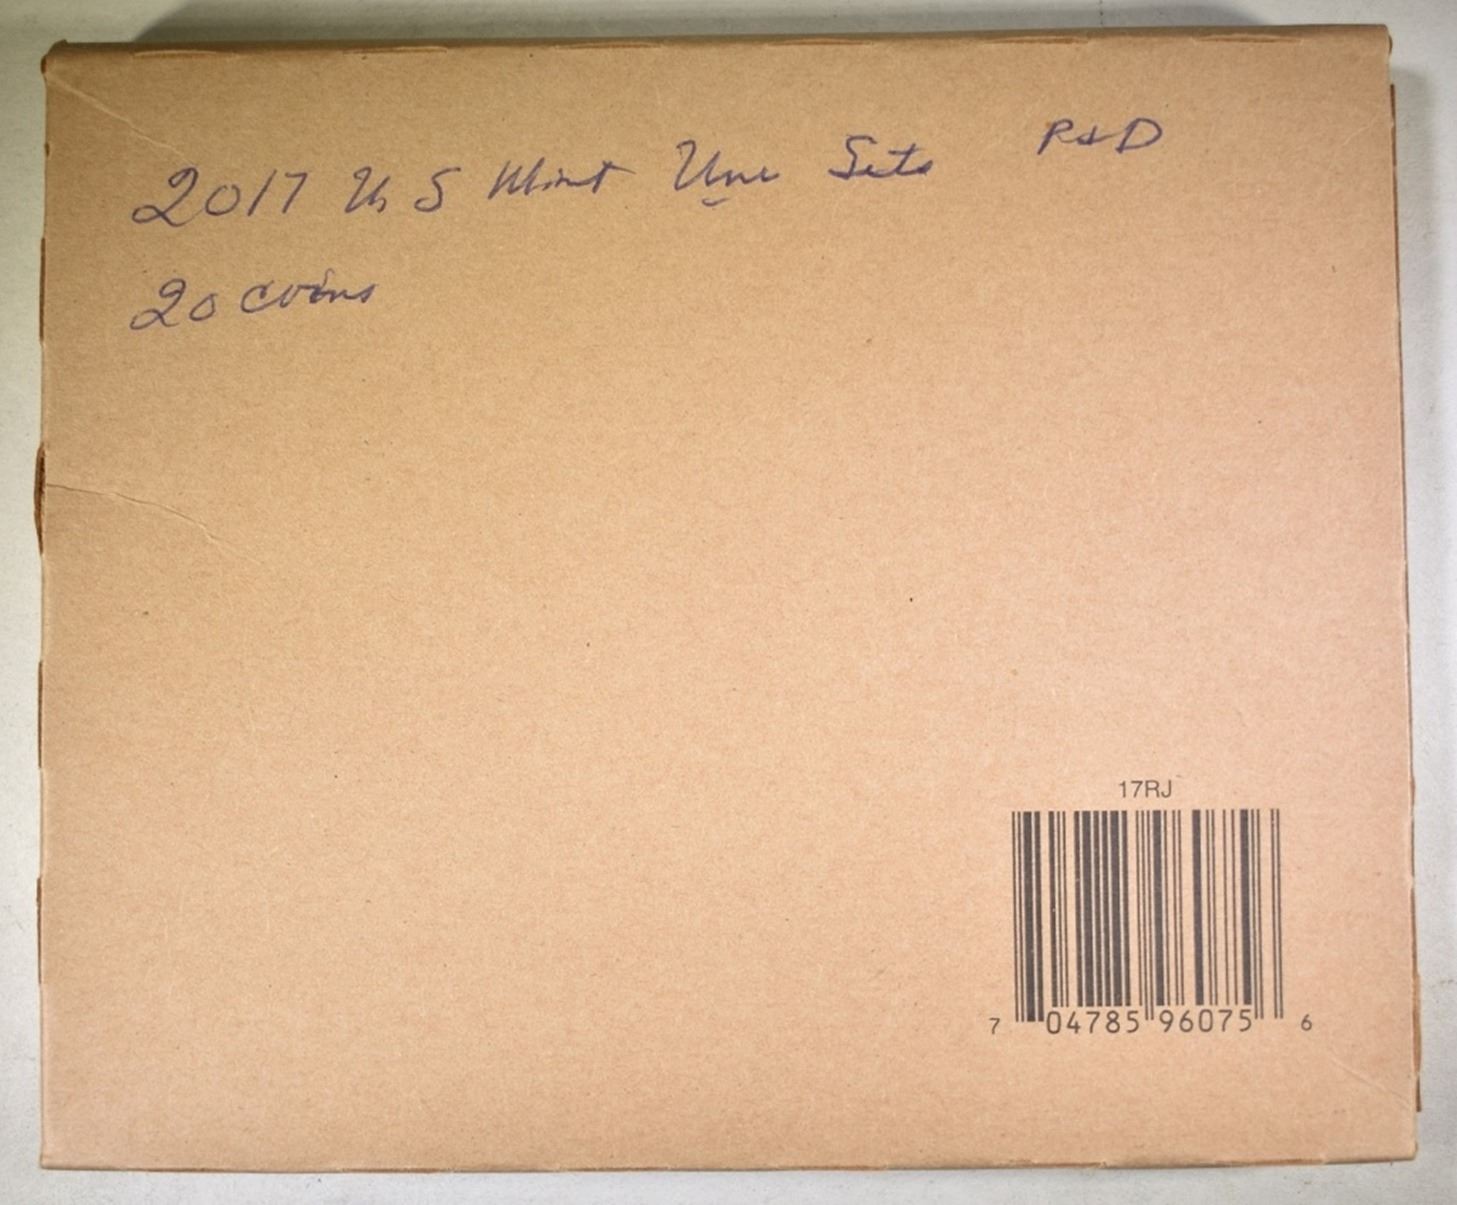 2017 U S Mint Unc Sets P&D
20 coins
17RJ
7 04785 96075 6